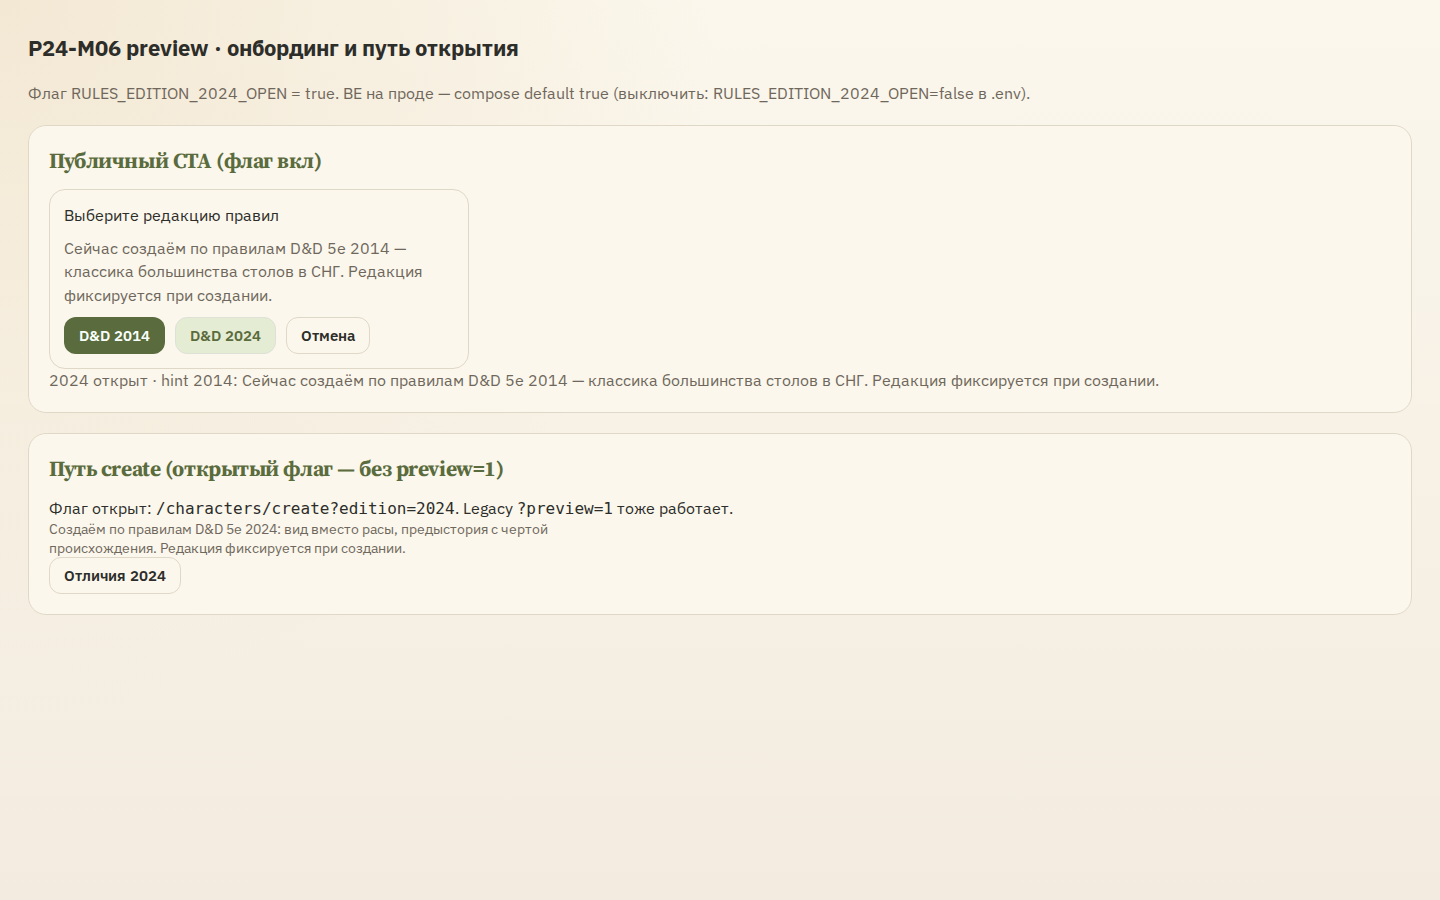 P24-M06 preview · онбординг и путь открытия
Флаг RULES_EDITION_2024_OPEN = true. BE на проде — compose default true (выключить: RULES_EDITION_2024_OPEN=false в .env).
Публичный CTA (флаг вкл)
Выберите редакцию правил
Сейчас создаём по правилам D&D 5e 2014 —
классика большинства столов в СНГ. Редакция
фиксируется при создании.
D&D 2014
D&D 2024
Отмена
2024 открыт · hint 2014: Сейчас создаём по правилам D&D 5e 2014 — классика большинства столов в СНГ. Редакция фиксируется при создании.
Путь create (открытый флаг — без preview=1)
Флаг открыт: /characters/create?edition=2024. Legacy ?preview=1 тоже работает.
Создаём по правилам D&D 5e 2024: вид вместо расы, предыстория с чертой
происхождения. Редакция фиксируется при создании.
Отличия 2024